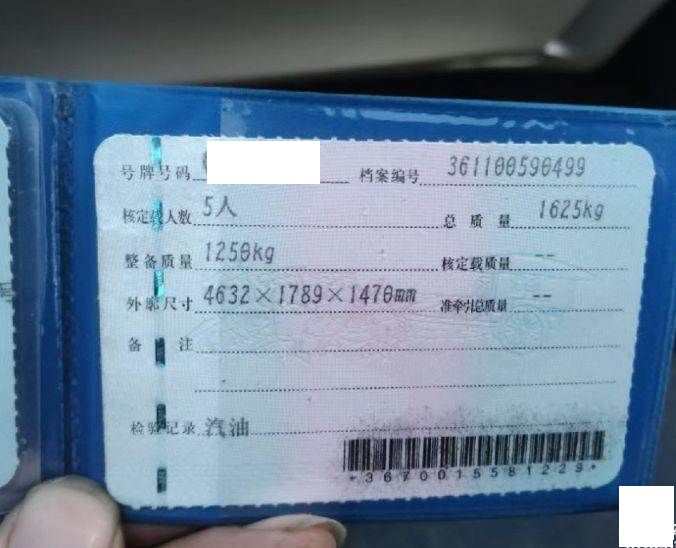 号牌号码 档案编号 361100590499
核定载人数 5人 总质量 1625kg
整备质量 1250kg 核定载质量 --
外廓尺寸 4632×1789×1470mm 准牵引总质量 --
备注
检验记录 汽油
*3670015581228*